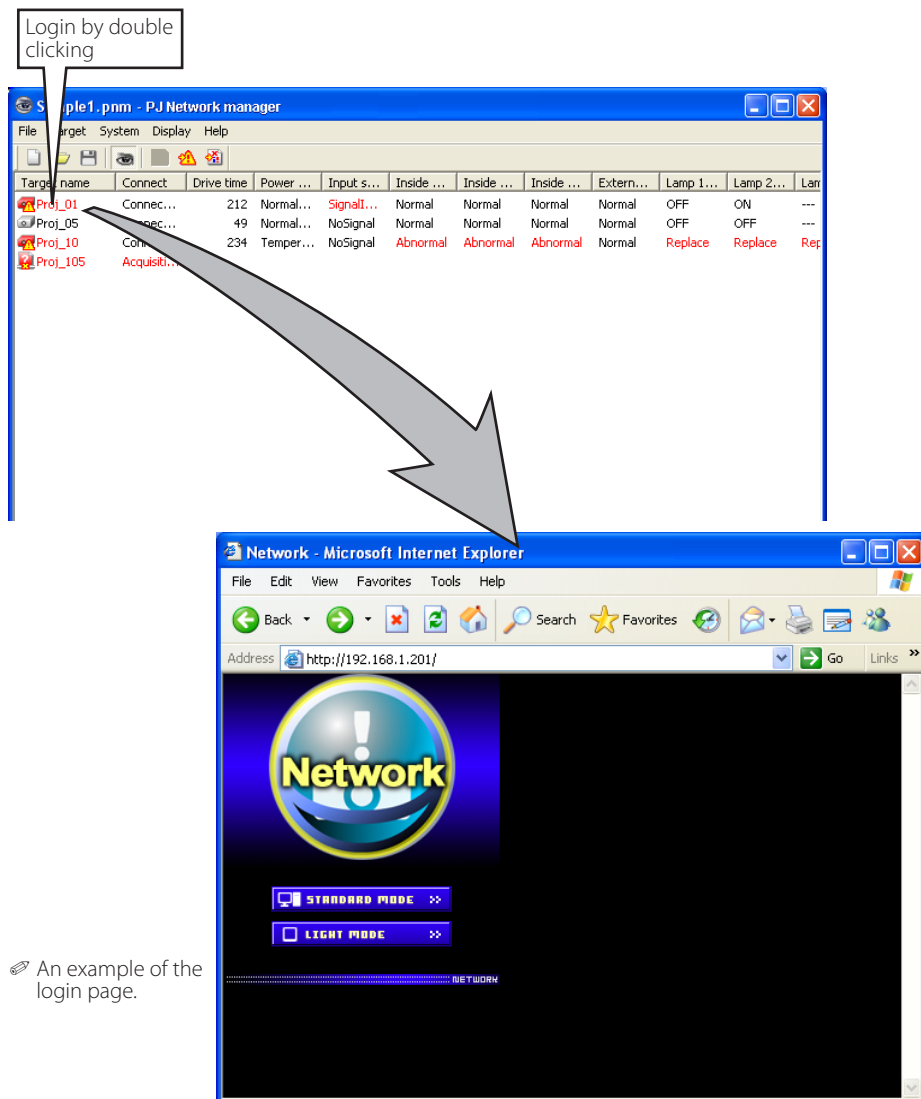 Login by double
clicking
Sample1.pnm - PJ Network manager
File Target System Display Help
Target name Connect Drive time Power ... Input s... Inside ... Inside ... Inside ... Extern... Lamp 1... Lamp 2... Lam
Proj_01 Connec... 212 Normal... SignalI... Normal Normal Normal Normal OFF ON ---
Proj_05 Connec... 49 Normal... NoSignal Normal Normal Normal Normal OFF OFF ---
Proj_10 Connec... 234 Temper... NoSignal Abnormal Abnormal Abnormal Normal Replace Replace Rep
Proj_105 Acquisiti...
Network - Microsoft Internet Explorer
File Edit View Favorites Tools Help
Back Search Favorites
Address http://192.168.1.201/ Go Links »
Network
STANDARD MODE >>
LIGHT MODE >>
NETWORK
✐ An example of the
login page.